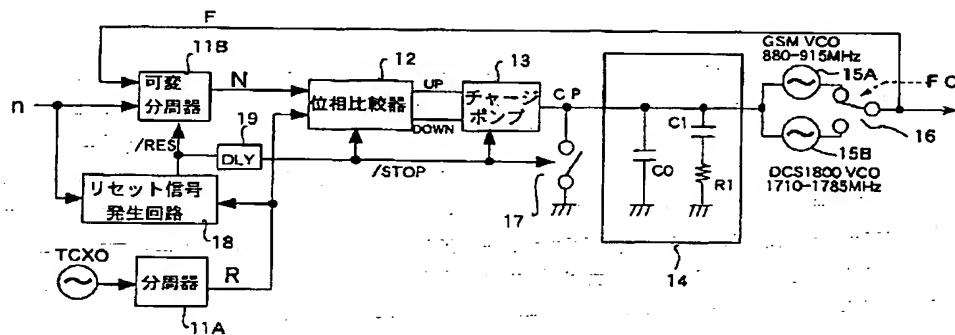 F
11B
n
可変
分周器
N
/RES
19
DLY
リセット信号
発生回路
18
TCXO
分周器
R
11A
12
位相比較器
UP
DOWN
13
チャージ
ポンプ
C P
/STOP
17
C0
C1
R1
14
GSM VCO
880-915MHz
15A
F C
16
15B
DCS1800 VCO
1710-1785MHz